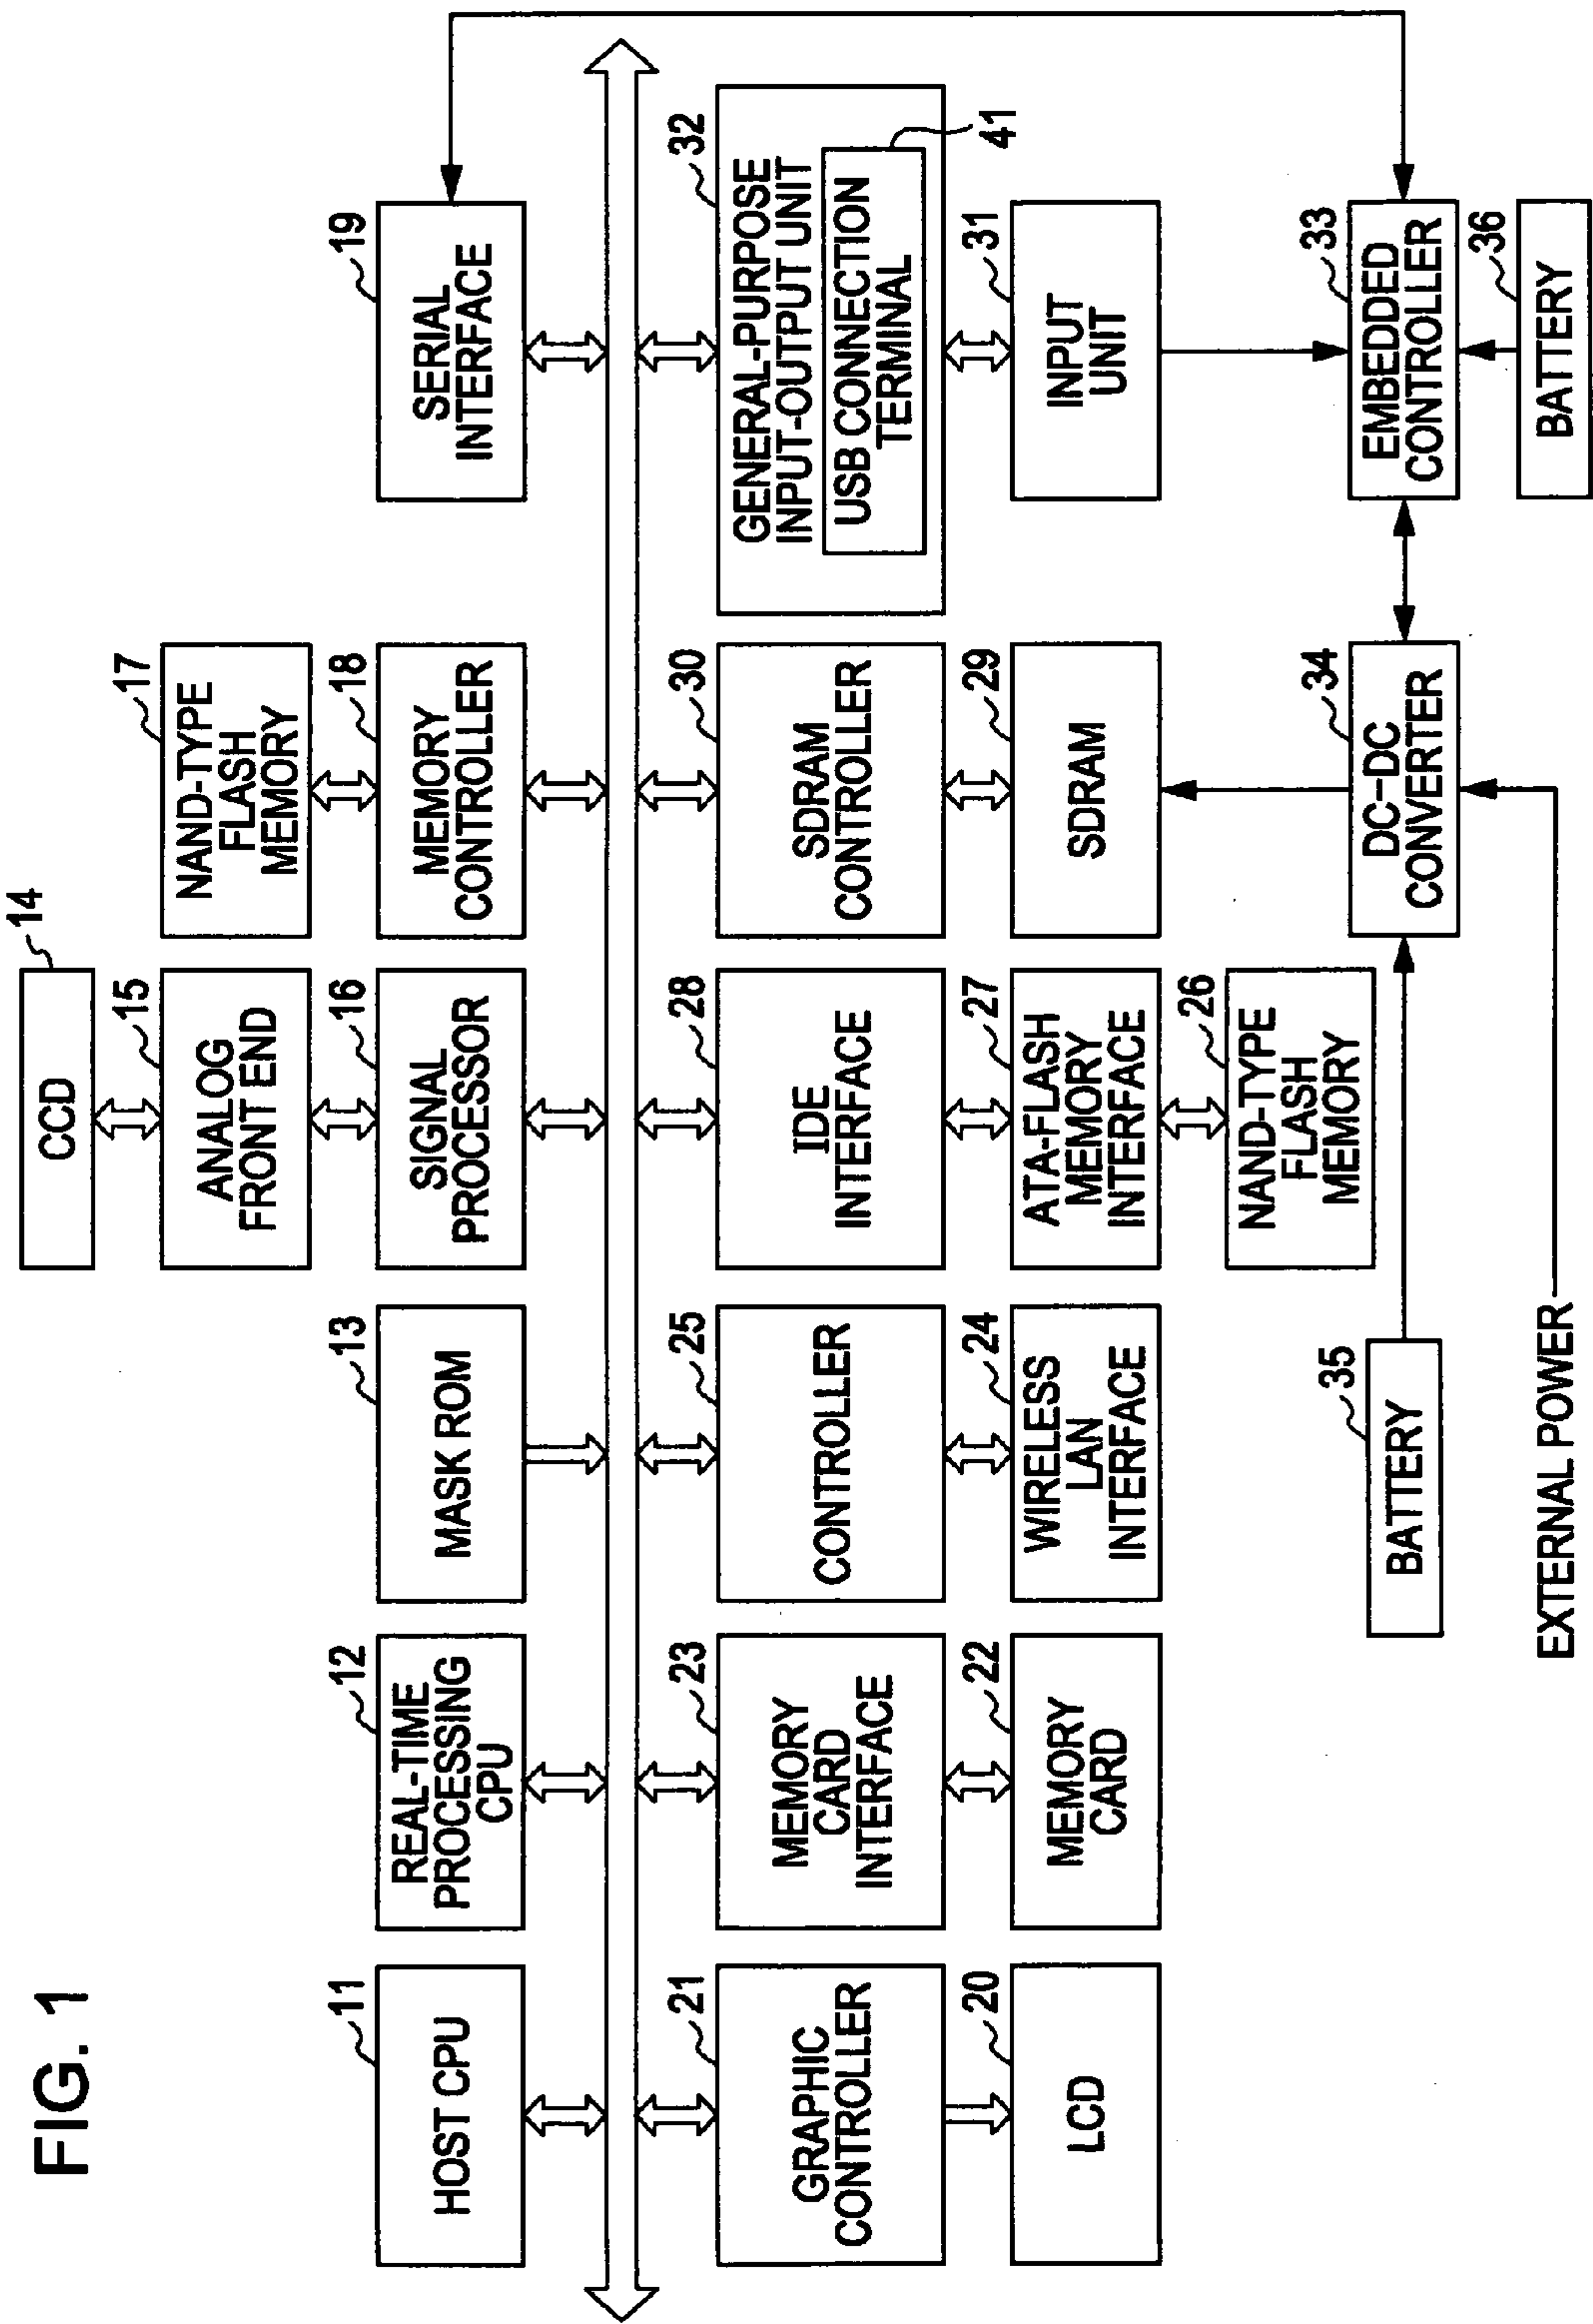 FIG. 1
14
CCD
15
ANALOG
FRONT END
17
NAND-TYPE
FLASH
MEMORY
11
HOST CPU
12
REAL-TIME
PROCESSING
CPU
13
MASK ROM
16
SIGNAL
PROCESSOR
18
MEMORY
CONTROLLER
19
SERIAL
INTERFACE
21
GRAPHIC
CONTROLLER
23
MEMORY
CARD
INTERFACE
25
CONTROLLER
28
IDE
INTERFACE
30
SDRAM
CONTROLLER
32
GENERAL-PURPOSE
INPUT-OUTPUT UNIT
USB CONNECTION
TERMINAL
41
20
LCD
22
MEMORY
CARD
24
WIRELESS
LAN
INTERFACE
27
ATA-FLASH
MEMORY
INTERFACE
29
SDRAM
31
INPUT
UNIT
26
NAND-TYPE
FLASH
MEMORY
35
BATTERY
34
DC-DC
CONVERTER
33
EMBEDDED
CONTROLLER
36
BATTERY
EXTERNAL POWER